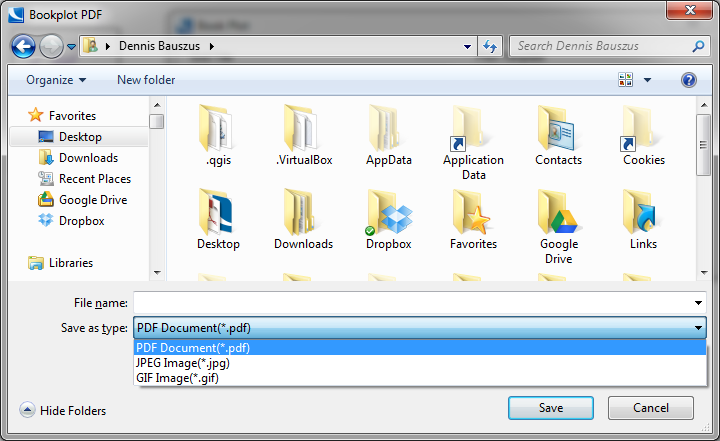 Bookplot PDF
Dennis Bauszus
Search Dennis Bauszus
Organize
New folder
Favorites
Desktop
Downloads
Recent Places
Google Drive
Dropbox
Libraries
.qgis
.VirtualBox
AppData
Application Data
Contacts
Cookies
Desktop
Downloads
Dropbox
Favorites
Google Drive
Links
File name:
Save as type: PDF Document(*.pdf)
PDF Document(*.pdf)
JPEG Image(*.jpg)
GIF Image(*.gif)
Hide Folders
Save
Cancel